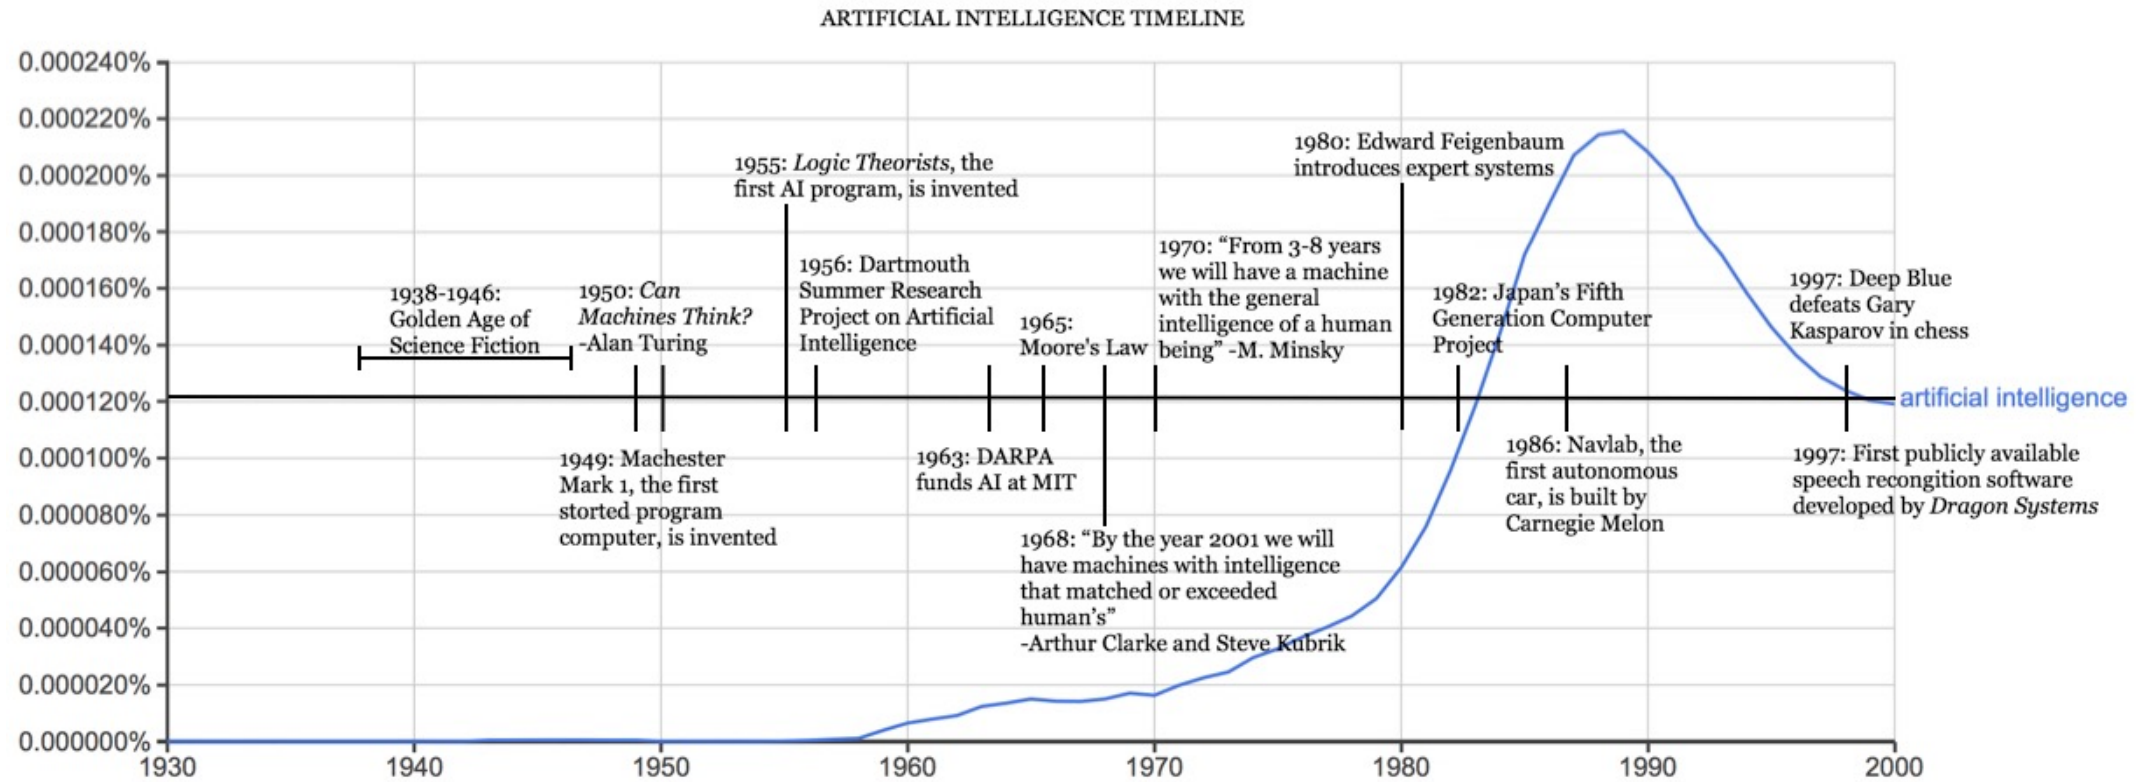 ARTIFICIAL INTELLIGENCE TIMELINE
0.000240%
0.000220%
0.000200%
0.000180%
0.000160%
0.000140%
0.000120%
0.000100%
0.000080%
0.000060%
0.000040%
0.000020%
0.000000%
1938-1946:
Golden Age of
Science Fiction
1950: Can
Machines Think?
-Alan Turing
1949: Machester
Mark 1, the first
storted program
computer, is invented
1955: Logic Theorists, the
first AI program, is invented
1956: Dartmouth
Summer Research
Project on Artificial
Intelligence
1963: DARPA
funds AI at MIT
1965:
Moore's Law
1968: “By the year 2001 we will
have machines with intelligence
that matched or exceeded
human’s”
-Arthur Clarke and Steve Kubrik
1970: “From 3-8 years
we will have a machine
with the general
intelligence of a human
being” -M. Minsky
1980: Edward Feigenbaum
introduces expert systems
1982: Japan’s Fifth
Generation Computer
Project
1986: Navlab, the
first autonomous
car, is built by
Carnegie Melon
1997: Deep Blue
defeats Gary
Kasparov in chess
artificial intelligence
1997: First publicly available
speech recongition software
developed by Dragon Systems
1930
1940
1950
1960
1970
1980
1990
2000